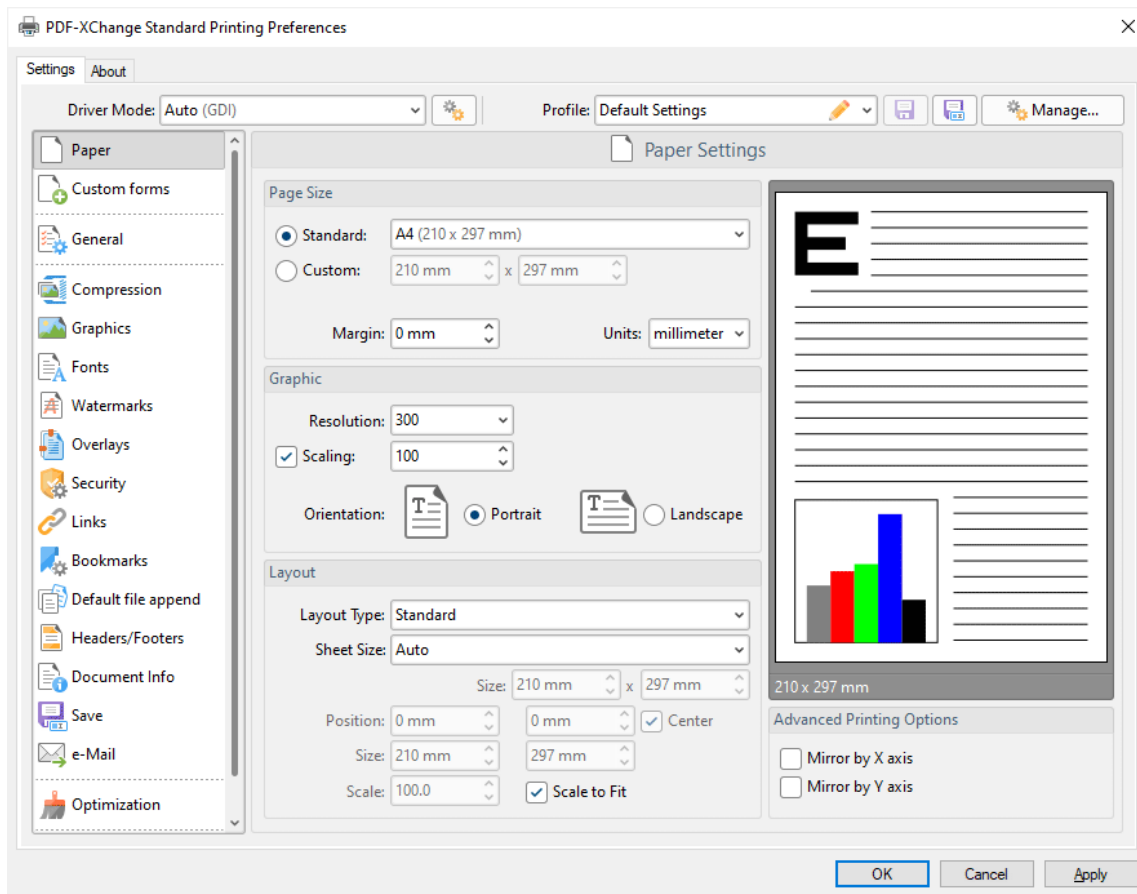 PDF-XChange Standard Printing Preferences
Settings About
Driver Mode: Auto (GDI) Profile: Default Settings Manage...
Paper
Custom forms
General
Compression
Graphics
Fonts
Watermarks
Overlays
Security
Links
Bookmarks
Default file append
Headers/Footers
Document Info
Save
e-Mail
Optimization
Paper Settings
Page Size
Standard: A4 (210 x 297 mm)
Custom: 210 mm x 297 mm
Margin: 0 mm Units: millimeter
Graphic
Resolution: 300
Scaling: 100
Orientation: T Portrait T Landscape
Layout
Layout Type: Standard
Sheet Size: Auto
Size: 210 mm x 297 mm
Position: 0 mm 0 mm Center
Size: 210 mm 297 mm
Scale: 100.0 Scale to Fit
E
210 x 297 mm
Advanced Printing Options
Mirror by X axis
Mirror by Y axis
OK Cancel Apply